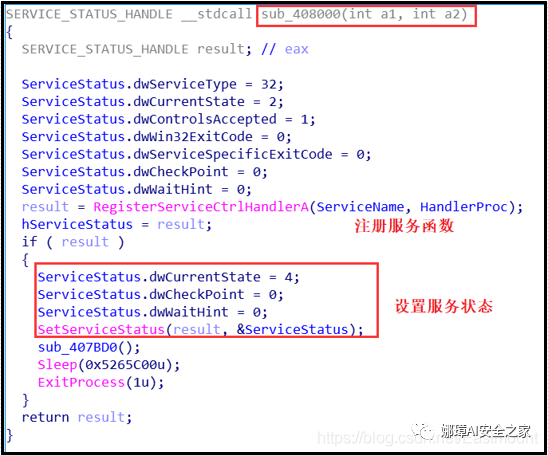 SERVICE_STATUS_HANDLE __stdcall sub_408000(int a1, int a2)
{
SERVICE_STATUS_HANDLE result; // eax
ServiceStatus.dwServiceType = 32;
ServiceStatus.dwCurrentState = 2;
ServiceStatus.dwControlsAccepted = 1;
ServiceStatus.dwWin32ExitCode = 0;
ServiceStatus.dwServiceSpecificExitCode = 0;
ServiceStatus.dwCheckPoint = 0;
ServiceStatus.dwWaitHint = 0;
result = RegisterServiceCtrlHandlerA(ServiceName, HandlerProc);
hServiceStatus = result; 注册服务函数
if ( result )
{
ServiceStatus.dwCurrentState = 4;
ServiceStatus.dwCheckPoint = 0;
ServiceStatus.dwWaitHint = 0; 设置服务状态
SetServiceStatus(result, &ServiceStatus);
sub_407BD0();
Sleep(0x5265C00u);
ExitProcess(1u);
}
return result;
}
娜璋AI安全之家
https://blog.csdn.net/Eastmount